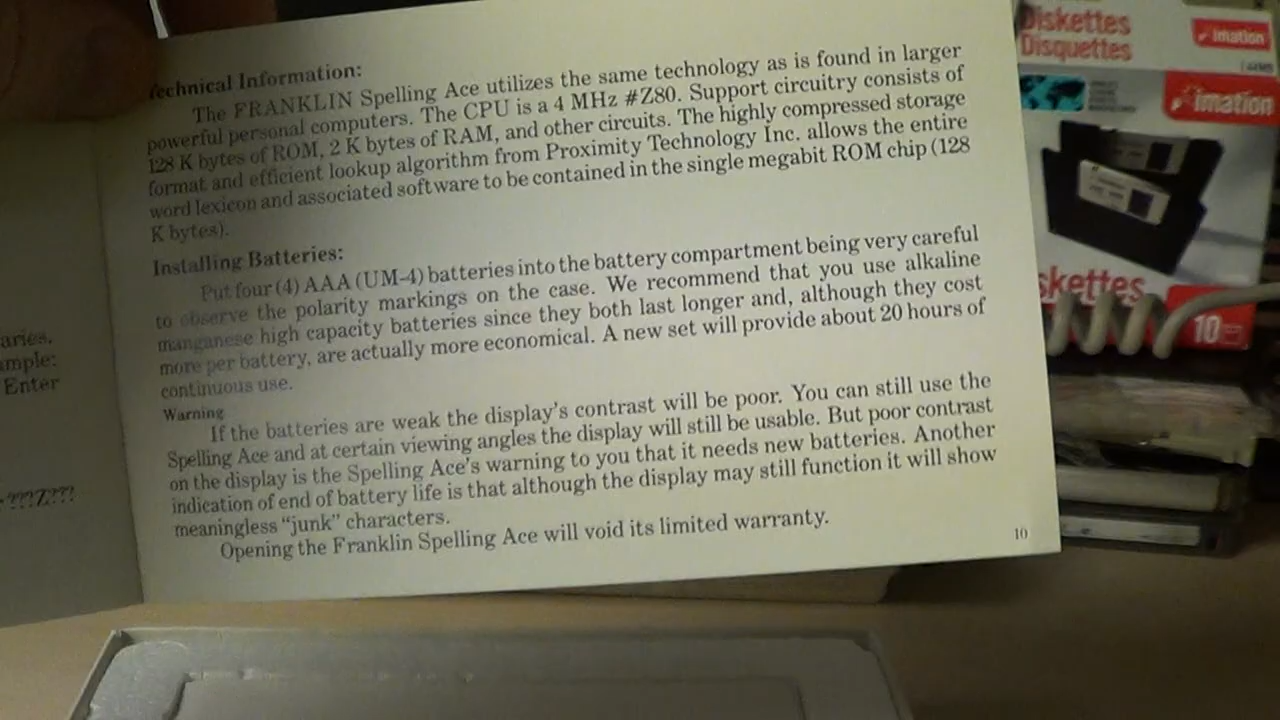 Technical Information:
The FRANKLIN Spelling Ace utilizes the same technology as is found in larger
powerful personal computers. The CPU is a 4 MHz #Z80. Support circuitry consists of
128 K bytes of ROM, 2 K bytes of RAM, and other circuits. The highly compressed storage
format and efficient lookup algorithm from Proximity Technology Inc. allows the entire
word lexicon and associated software to be contained in the single megabit ROM chip (128
K bytes).
Installing Batteries:
Put four (4) AAA (UM-4) batteries into the battery compartment being very careful
to observe the polarity markings on the case. We recommend that you use alkaline
manganese high capacity batteries since they both last longer and, although they cost
more per battery, are actually more economical. A new set will provide about 20 hours of
continuous use.
Warning
If the batteries are weak the display's contrast will be poor. You can still use the
Spelling Ace and at certain viewing angles the display will still be usable. But poor contrast
on the display is the Spelling Ace's warning to you that it needs new batteries. Another
indication of end of battery life is that although the display may still function it will show
meaningless "junk" characters.
Opening the Franklin Spelling Ace will void its limited warranty.
10
aries.
ample:
Enter
???Z???
Diskettes
Disquettes
imation
imation
skettes
10